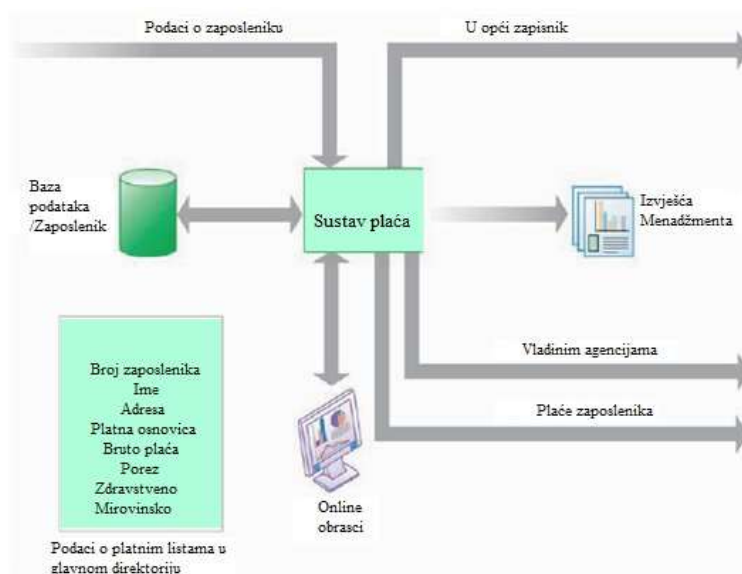 Podaci o zaposleniku
U opći zapisnik
Baza
podataka
/Zaposlenik
Sustav plaća
Izvješća
Menadžmenta
Vladinim agencijama
Plaće zaposlenika
Broj zaposlenika
Ime
Adresa
Platna osnovica
Bruto plaća
Porez
Zdravstveno
Mirovinsko
Online
obrasci
Podaci o platnim listama u
glavnom direktoriju